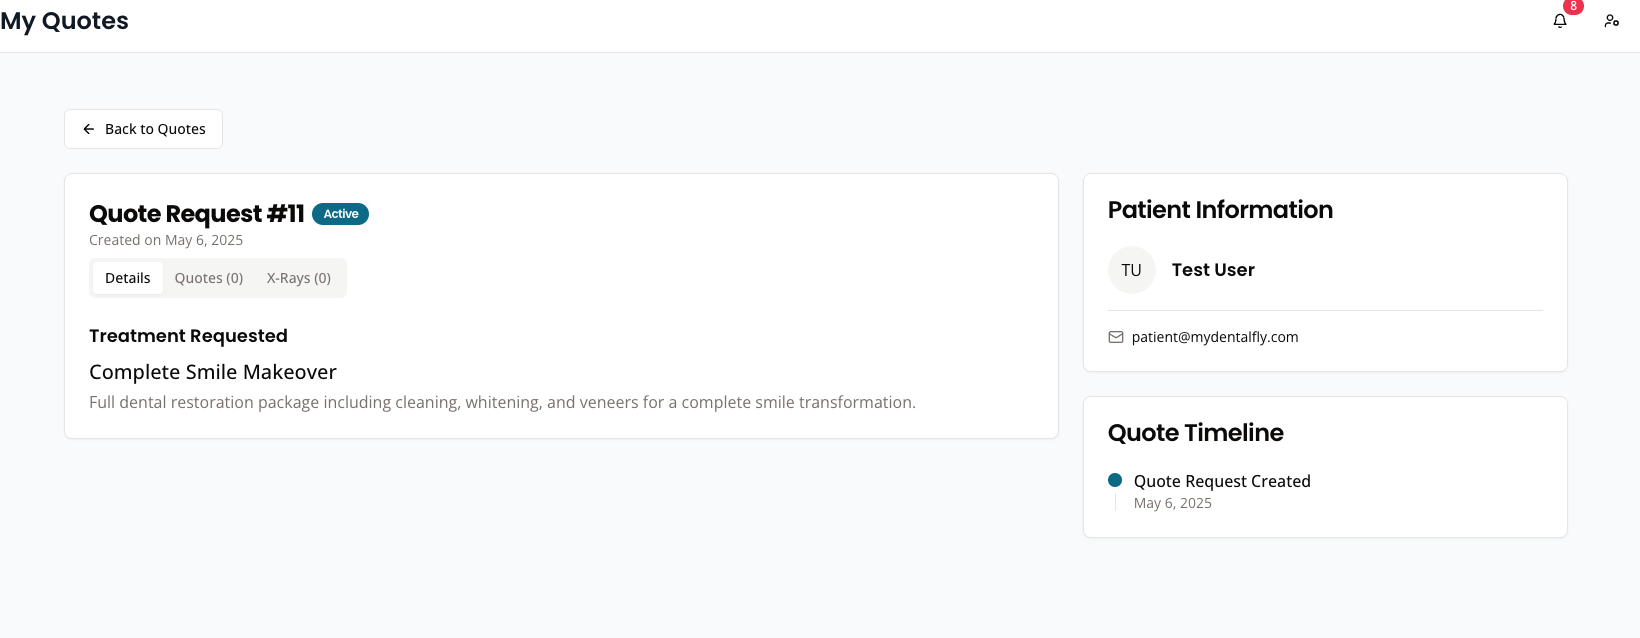 My Quotes
8
Back to Quotes
Quote Request #11 Active
Created on May 6, 2025
Details Quotes (0) X-Rays (0)
Treatment Requested
Complete Smile Makeover
Full dental restoration package including cleaning, whitening, and veneers for a complete smile transformation.
Patient Information
TU Test User
patient@mydentalfly.com
Quote Timeline
Quote Request Created
May 6, 2025